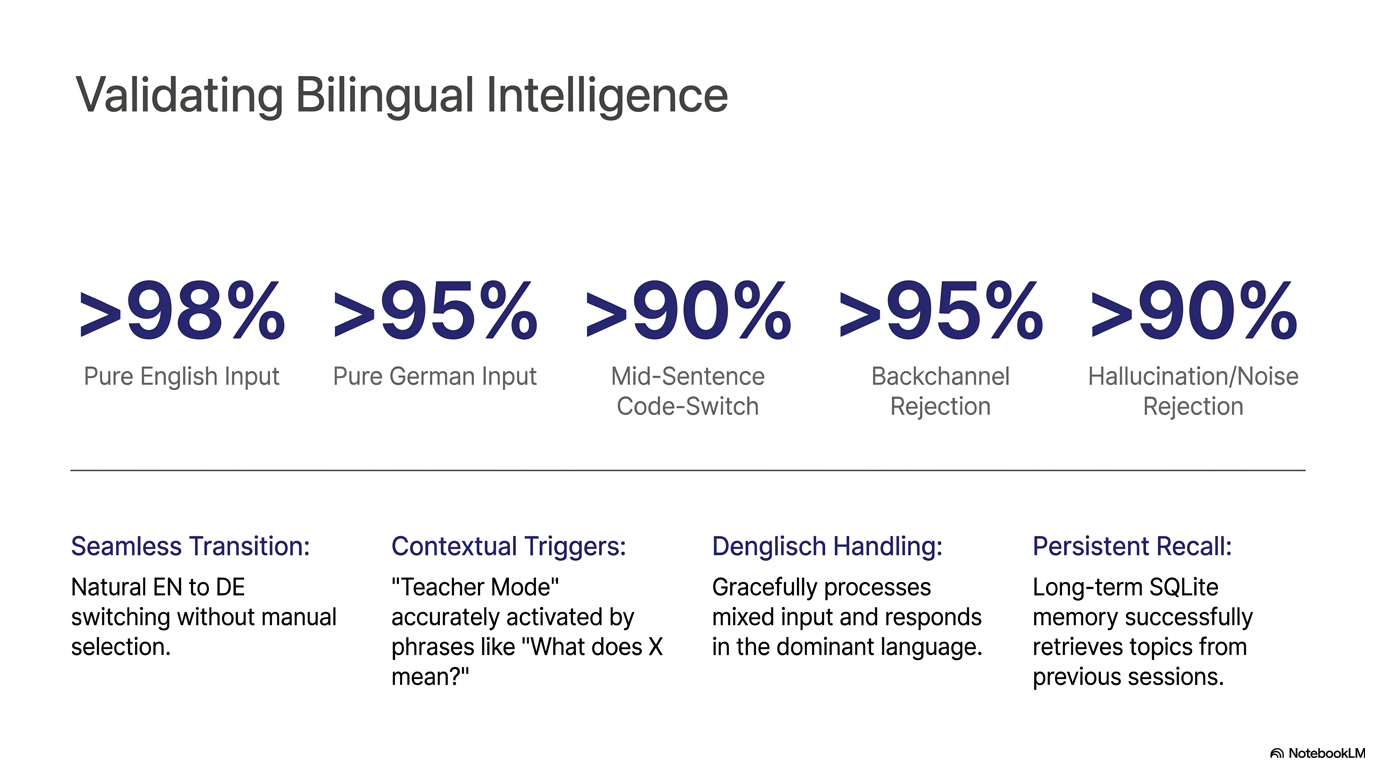 Validating Bilingual Intelligence
>98%
Pure English Input
>95%
Pure German Input
>90%
Mid-Sentence
Code-Switch
>95%
Backchannel
Rejection
>90%
Hallucination/Noise
Rejection
Seamless Transition:
Natural EN to DE
switching without manual
selection.
Contextual Triggers:
"Teacher Mode"
accurately activated by
phrases like "What does X
mean?"
Denglisch Handling:
Gracefully processes
mixed input and responds
in the dominant language.
Persistent Recall:
Long-term SQLite
memory successfully
retrieves topics from
previous sessions.
NotebookLM